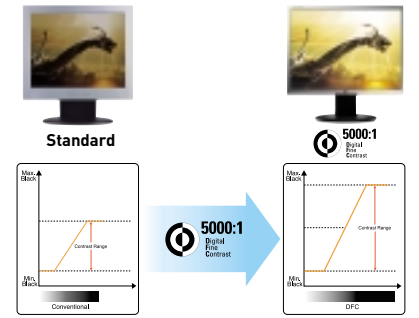 Standard
5000:1
Digital
Fine
Contrast
Max.
Black
Contrast Range
Min.
Black
Conventional
5000:1
Digital
Fine
Contrast
Max.
Black
Contrast Range
Min.
Black
DFC